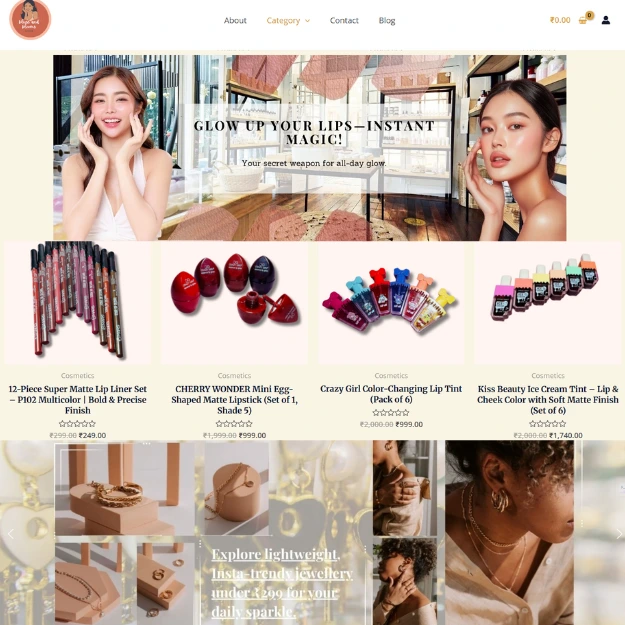 About
Category
Contact
Blog
₹0.00
0
GLOW UP YOUR LIPS—INSTANT
MAGIC!
Your secret weapon for all-day glow.
Cosmetics
12-Piece Super Matte Lip Liner Set
– P102 Multicolor | Bold & Precise
Finish
₹299.00 ₹249.00
Cosmetics
CHERRY WONDER Mini Egg-
Shaped Matte Lipstick (Set of 1,
Shade 5)
₹1,999.00 ₹999.00
Cosmetics
Crazy Girl Color-Changing Lip Tint
(Pack of 6)
₹2,000.00 ₹999.00
Cosmetics
Kiss Beauty Ice Cream Tint – Lip &
Cheek Color with Soft Matte Finish
(Set of 6)
₹2,000.00 ₹1,740.00
Explore lightweight,
Insta-trendy jewellery
under ₹299 for your
daily sparkle.